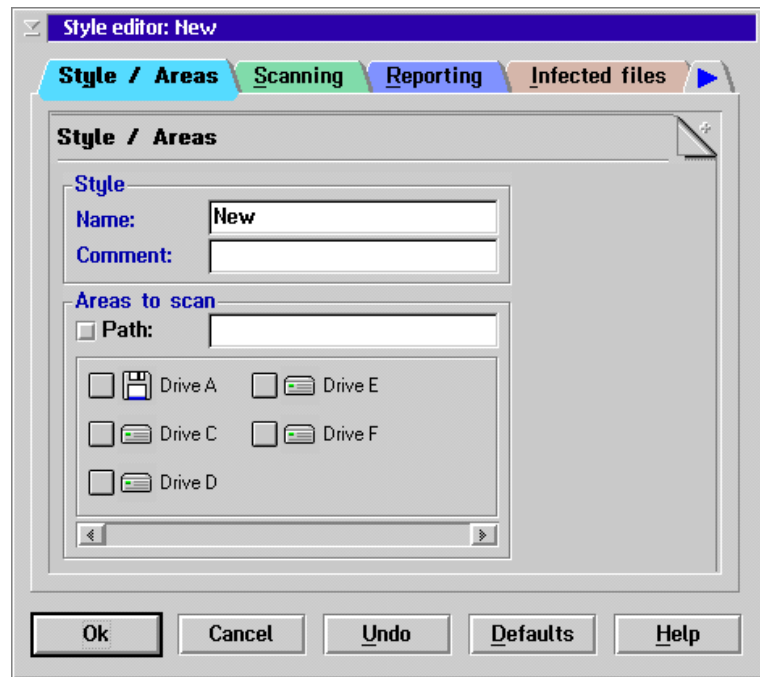 Style editor: New
Style / Areas Scanning Reporting Infected files
Style / Areas
Style
Name: New
Comment:
Areas to scan
Path:
Drive A Drive E
Drive C Drive F
Drive D
Ok Cancel Undo Defaults Help